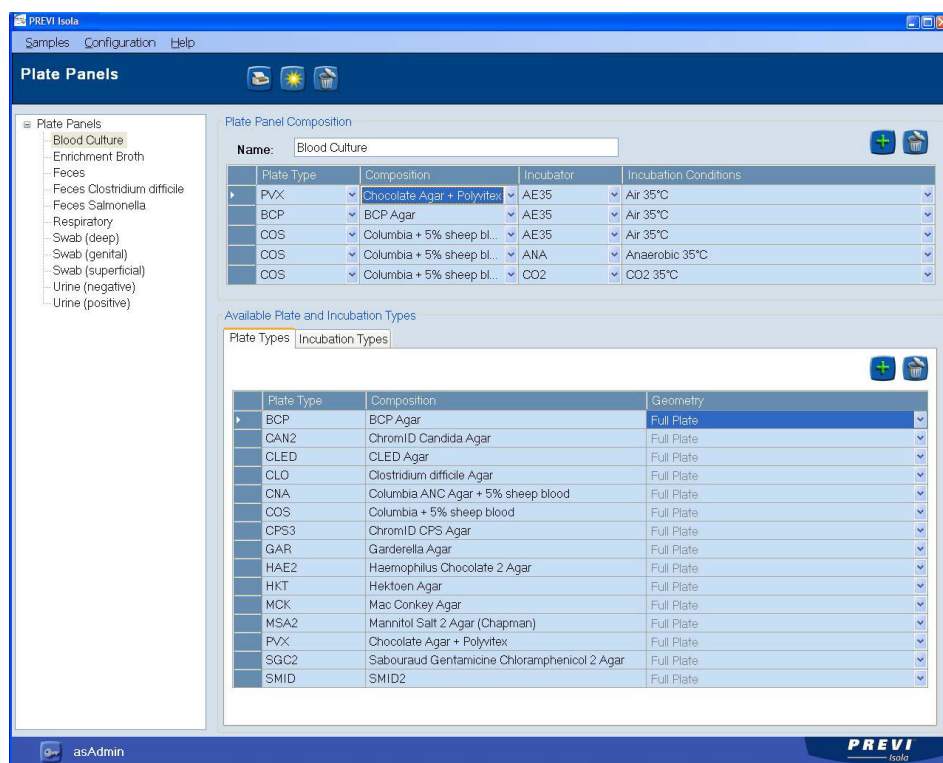 PREVI Isola
Samples Configuration Help
Plate Panels
Plate Panels
Blood Culture
Enrichment Broth
Feces
Feces Clostridium difficile
Feces Salmonella
Respiratory
Swab (deep)
Swab (genital)
Swab (superficial)
Urine (negative)
Urine (positive)
Plate Panel Composition
Name: Blood Culture
Plate Type Composition Incubator Incubation Conditions
PVX Chocolate Agar + Polyvitex AE35 Air 35°C
BCP BCP Agar AE35 Air 35°C
COS Columbia + 5% sheep bl... AE35 Air 35°C
COS Columbia + 5% sheep bl... ANA Anaerobic 35°C
COS Columbia + 5% sheep bl... CO2 CO2 35°C
Available Plate and Incubation Types
Plate Types Incubation Types
Plate Type Composition Geometry
BCP BCP Agar Full Plate
CAN2 ChromID Candida Agar Full Plate
CLED CLED Agar Full Plate
CLO Clostridium difficile Agar Full Plate
CNA Columbia ANC Agar + 5% sheep blood Full Plate
COS Columbia + 5% sheep blood Full Plate
CPS3 ChromID CPS Agar Full Plate
GAR Garderella Agar Full Plate
HAE2 Haemophilus Chocolate 2 Agar Full Plate
HKT Hektoen Agar Full Plate
MCK Mac Conkey Agar Full Plate
MSA2 Mannitol Salt 2 Agar (Chapman) Full Plate
PVX Chocolate Agar + Polyvitex Full Plate
SGC2 Sabouraud Gentamicine Chloramphenicol 2 Agar Full Plate
SMID SMID2 Full Plate
asAdmin
PREVI
Isola